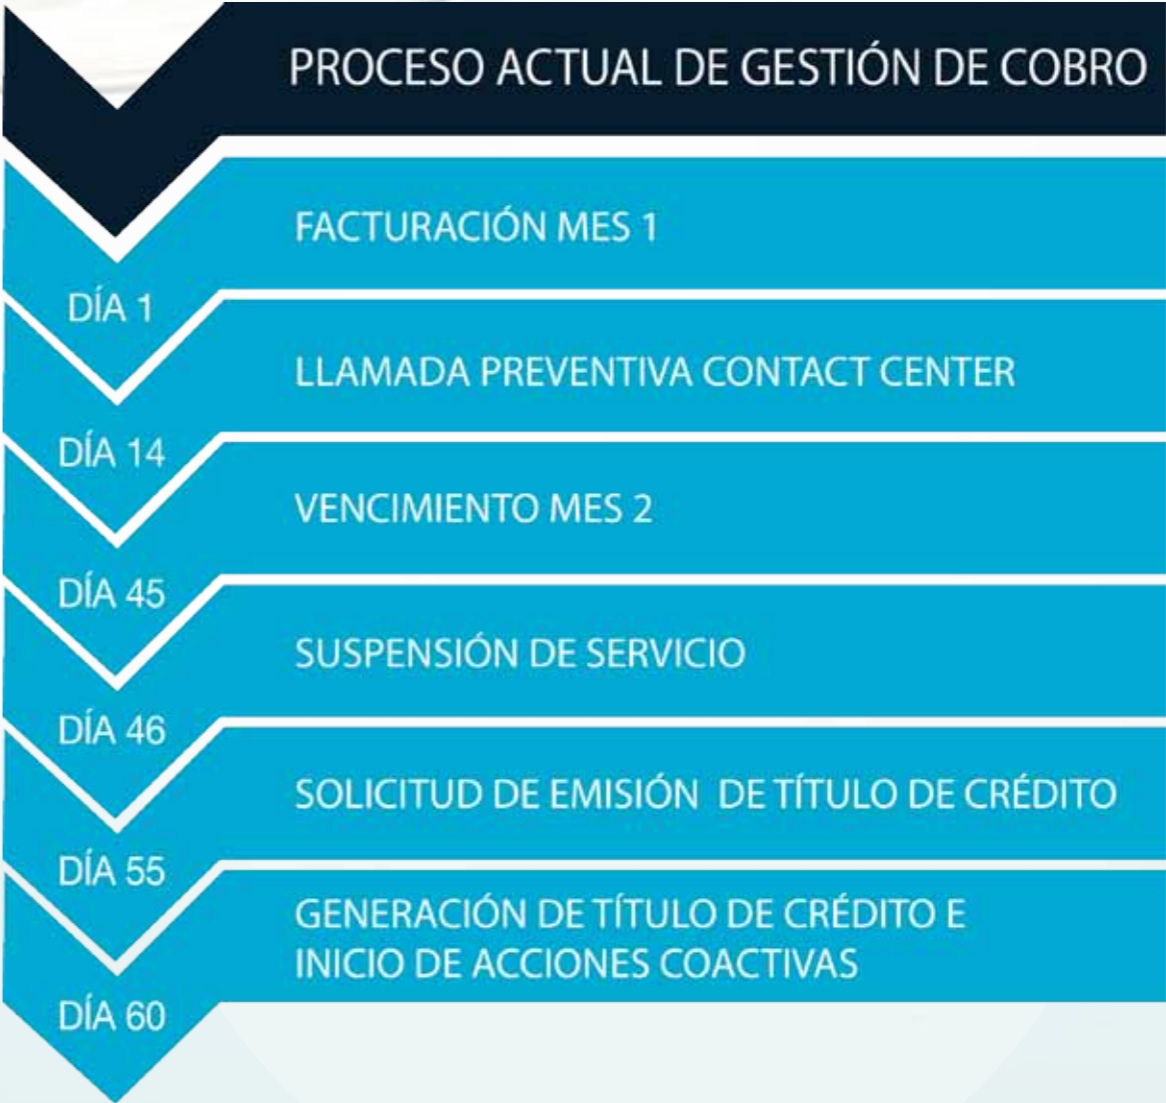 PROCESO ACTUAL DE GESTIÓN DE COBRO
FACTURACIÓN MES 1
DÍA 1
LLAMADA PREVENTIVA CONTACT CENTER
DÍA 14
VENCIMIENTO MES 2
DÍA 45
SUSPENSIÓN DE SERVICIO
DÍA 46
SOLICITUD DE EMISIÓN DE TÍTULO DE CRÉDITO
DÍA 55
GENERACIÓN DE TÍTULO DE CRÉDITO E
INICIO DE ACCIONES COACTIVAS
DÍA 60